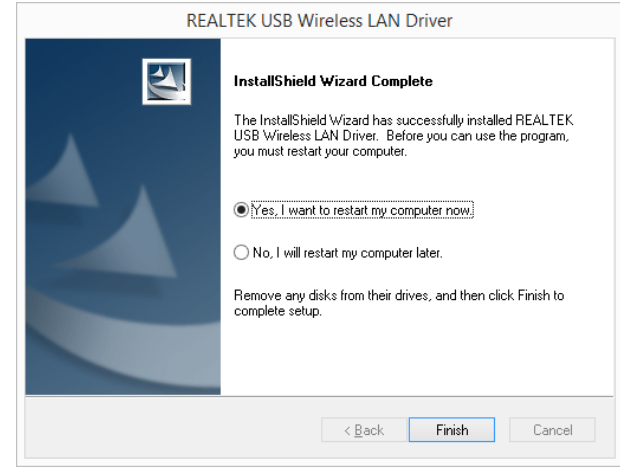 REALTEK USB Wireless LAN Driver
InstallShield Wizard Complete
The InstallShield Wizard has successfully installed REALTEK
USB Wireless LAN Driver. Before you can use the program,
you must restart your computer.
Yes, I want to restart my computer now.
No, I will restart my computer later.
Remove any disks from their drives, and then click Finish to
complete setup.
< Back
Finish
Cancel